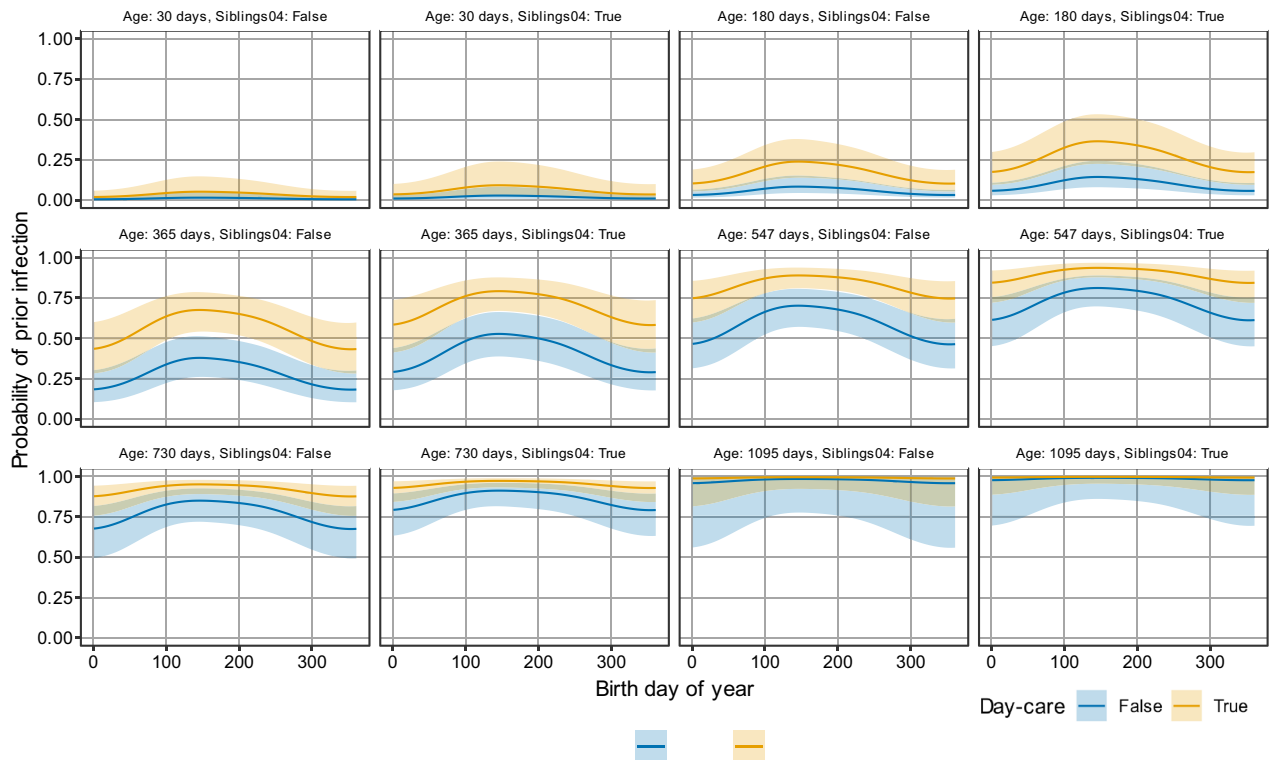 Age: 30 days, Siblings04: False
Age: 30 days, Siblings04: True
Age: 180 days, Siblings04: False
Age: 180 days, Siblings04: True
1.00
0.75
0.50
0.25
0.00
Age: 365 days, Siblings04: False
Age: 365 days, Siblings04: True
Age: 547 days, Siblings04: False
Age: 547 days, Siblings04: True
1.00
0.75
0.50
0.25
0.00
Age: 730 days, Siblings04: False
Age: 730 days, Siblings04: True
Age: 1095 days, Siblings04: False
Age: 1095 days, Siblings04: True
1.00
0.75
0.50
0.25
0.00
Probability of prior infection
0 100 200 300
0 100 200 300
0 100 200 300
0 100 200 300
Birth day of year
Day-care False True